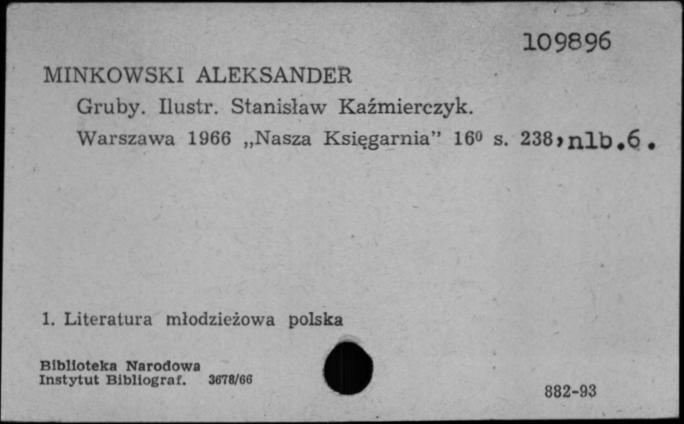 109896
MINKOWSKI ALEKSANDER
Gruby. Ilustr. Stanisław Kaźmierczyk.
Warszawa 1966 „Nasza Księgarnia” 16⁰ s. 238, nlb.6.
1. Literatura młodzieżowa polska
Biblioteka Narodowa
Instytut Bibliograf. 3678/66
882-93